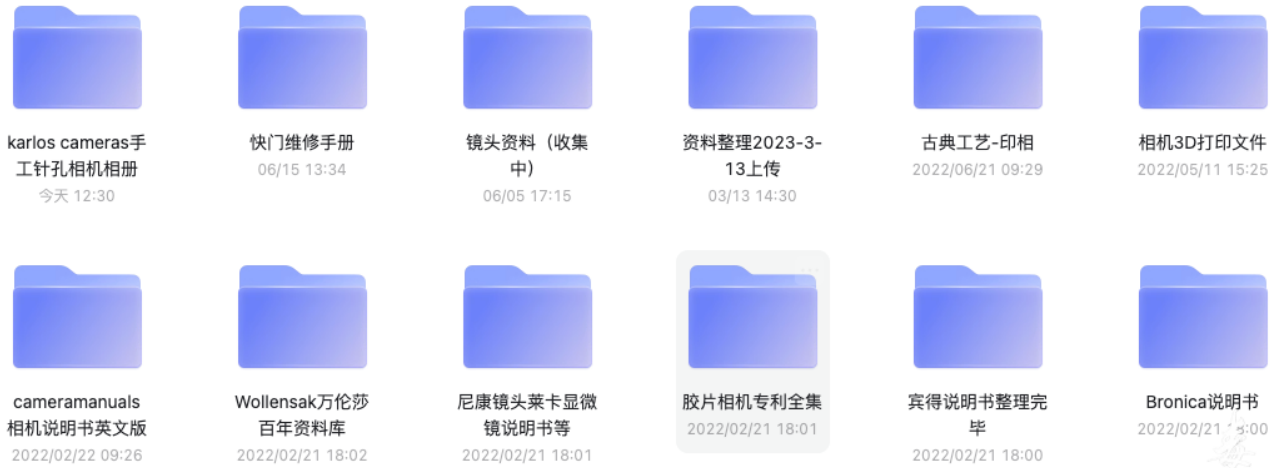 karlos cameras手
工针孔相机相册
今天 12:30
快门维修手册
06/15 13:34
镜头资料（收集
中）
06/05 17:15
资料整理2023-3-
13上传
03/13 14:30
古典工艺-印相
2022/06/21 09:29
相机3D打印文件
2022/05/11 15:25
cameramanuals
相机说明书英文版
2022/02/22 09:26
Wollensak万伦莎
百年资料库
2022/02/21 18:02
尼康镜头莱卡显微
镜说明书等
2022/02/21 18:01
胶片相机专利全集
2022/02/21 18:01
宾得说明书整理完
毕
2022/02/21 18:00
Bronica说明书
2022/02/21 18:00